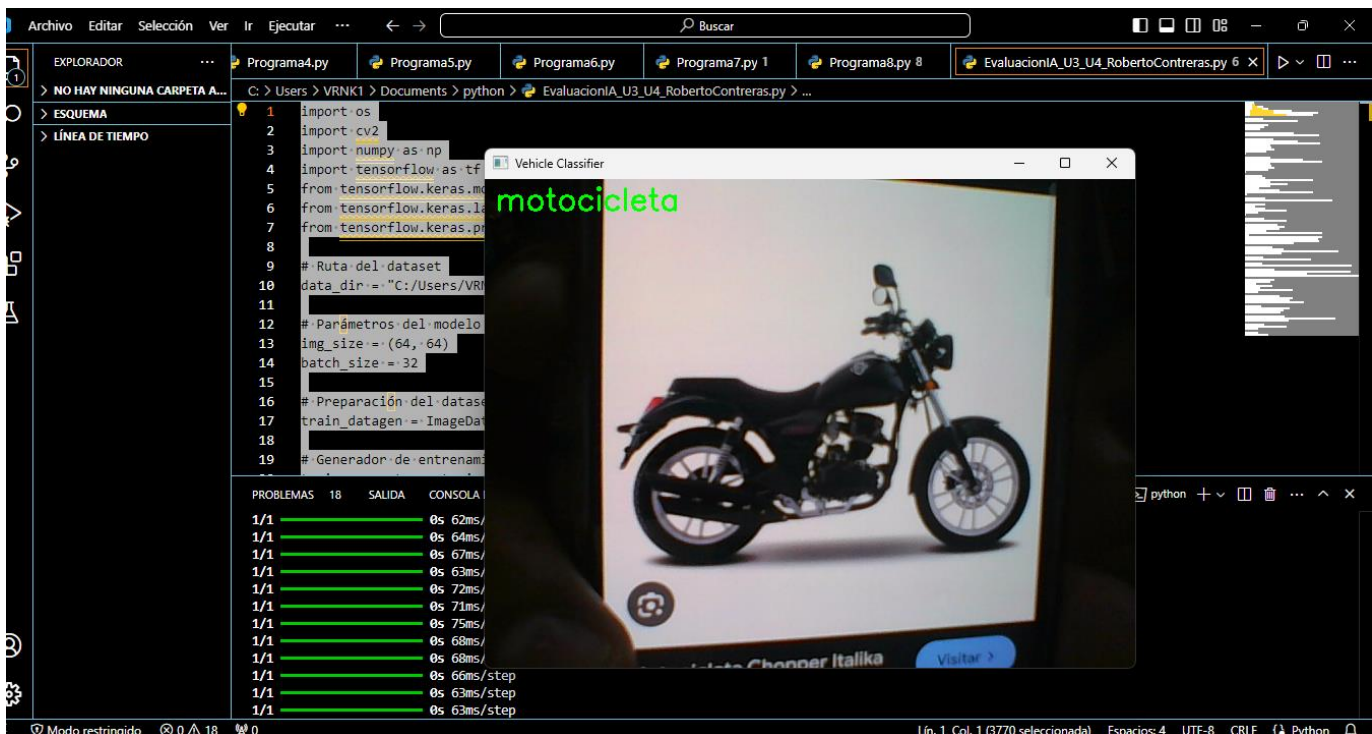 Archivo Editar Selección Ver Ir Ejecutar ··· Buscar
EXPLORADOR ···
Programa4.py Programa5.py Programa6.py Programa7.py 1 Programa8.py 8 EvaluacionIA_U3_U4_RobertoContreras.py 6
> NO HAY NINGUNA CARPETA A...
> ESQUEMA
> LÍNEA DE TIEMPO
C: > Users > VRNK1 > Documents > python > EvaluacionIA_U3_U4_RobertoContreras.py > ...
1 import os
2 import cv2
3 import numpy as np
4 import tensorflow as tf
5 from tensorflow.keras.mo
6 from tensorflow.keras.la
7 from tensorflow.keras.pr
8
9 # Ruta del dataset
10 data_dir = "C:/Users/VRN
11
12 # Parámetros del modelo
13 img_size = (64, 64)
14 batch_size = 32
15
16 # Preparación del datase
17 train_datagen = ImageDat
18
19 # Generador de entrenami
Vehicle Classifier
motocicleta
Chopper Italika
Visitar >
PROBLEMAS 18 SALIDA CONSOLA
python
1/1 0s 62ms/
1/1 0s 64ms/
1/1 0s 67ms/
1/1 0s 63ms/
1/1 0s 72ms/
1/1 0s 71ms/
1/1 0s 75ms/
1/1 0s 68ms/
1/1 0s 68ms/
1/1 0s 66ms/step
1/1 0s 63ms/step
1/1 0s 63ms/step
Modo restringido 0 18 0 Lín. 1, Col. 1 (3770 seleccionada) Espacios: 4 UTF-8 CRLF Python